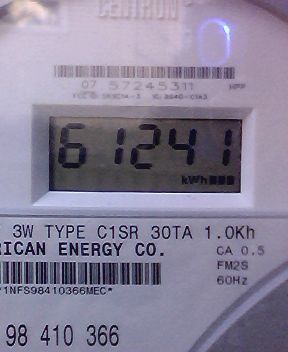 CENTRON
07 57245311
61241
kWh
3W TYPE C1SR 30TA 1.0Kh
RICAN ENERGY CO.
CA 0.5
FM2S
60Hz
1NFS98410366MEC*
98 410 366